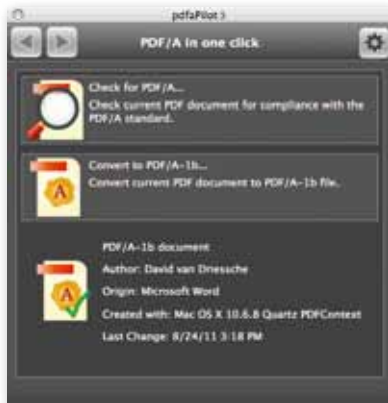 pdfaPilot 3
PDF/A in one click
Check for PDF/A...
Check current PDF document for compliance with the
PDF/A standard.
Convert to PDF/A-1b...
Convert current PDF document to PDF/A-1b file.
PDF/A-1b document
Author: David van Driessche
Origin: Microsoft Word
Created with: Mac OS X 10.6.8 Quartz PDFContext
Last Change: 8/24/11 3:18 PM